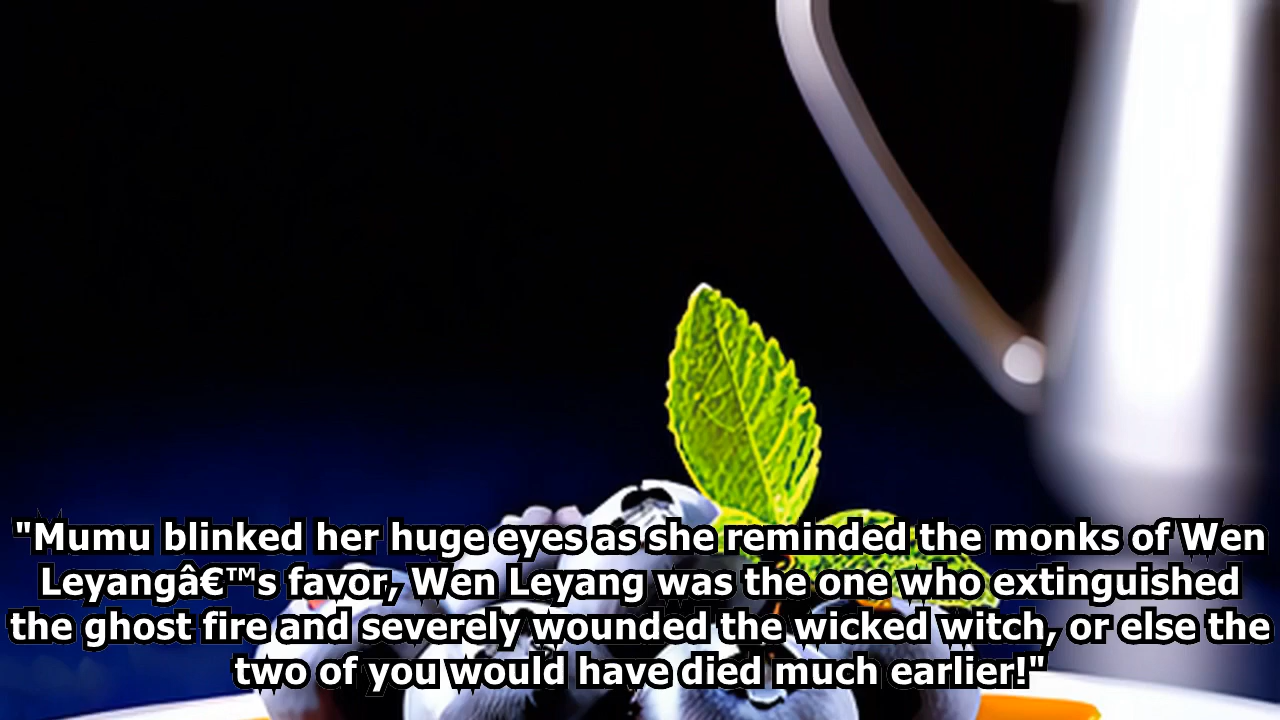 "Mumu blinked her huge eyes as she reminded the monks of Wen
Leyangâ€™s favor, Wen Leyang was the one who extinguished
the ghost fire and severely wounded the wicked witch, or else the
two of you would have died much earlier!"